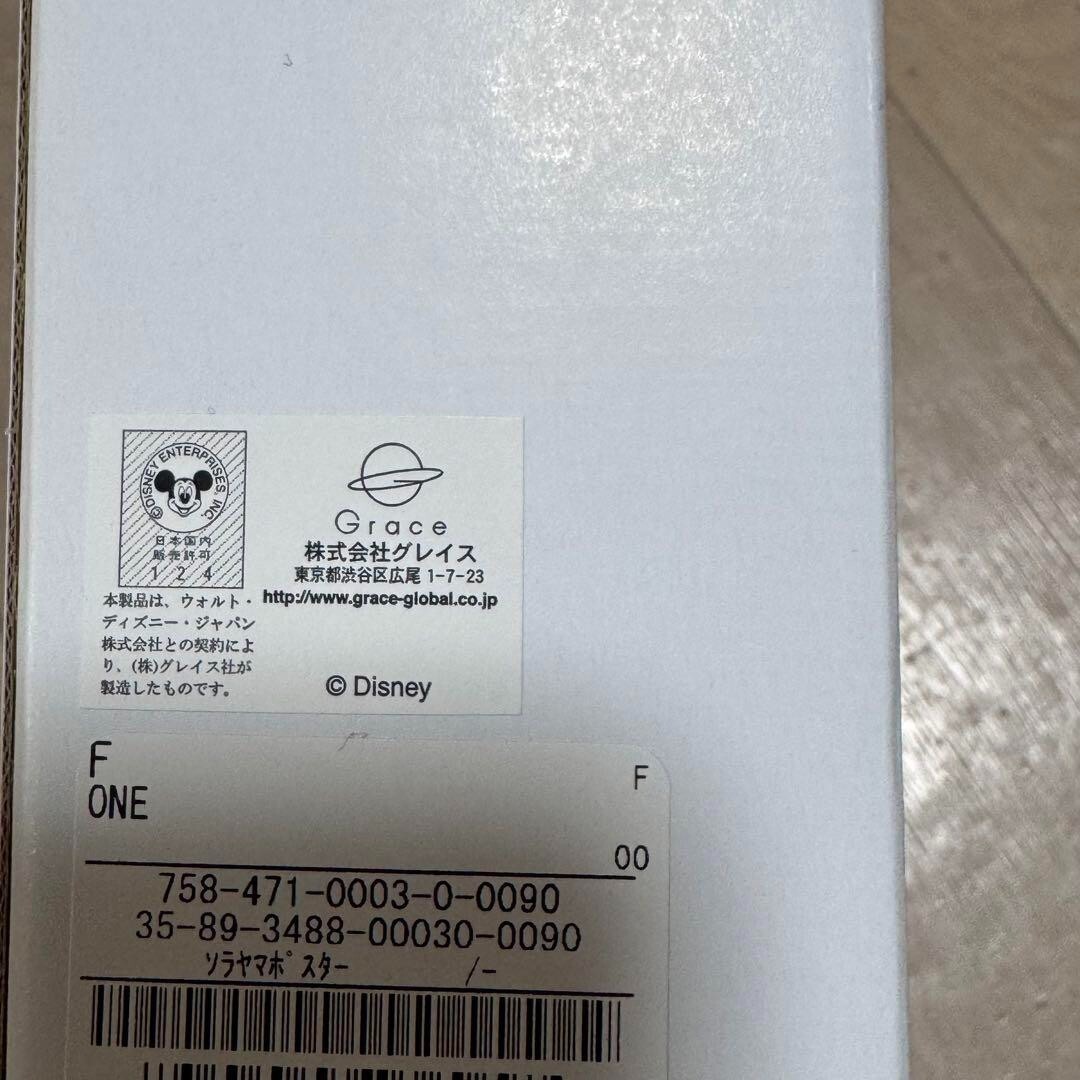 © DISNEY ENTERPRISES, INC.
日本国内
販売許可
124
本製品は、ウォルト・
ディズニー・ジャパン
株式会社との契約によ
り、(株)グレイス社が
製造したものです。
Grace
株式会社グレイス
東京都渋谷区広尾 1-7-23
http://www.grace-global.co.jp
© Disney
F
F
ONE
00
758-471-0003-0-0090
35-89-3488-00030-0090
ｿﾗﾔﾏﾎﾟｽﾀｰ /-